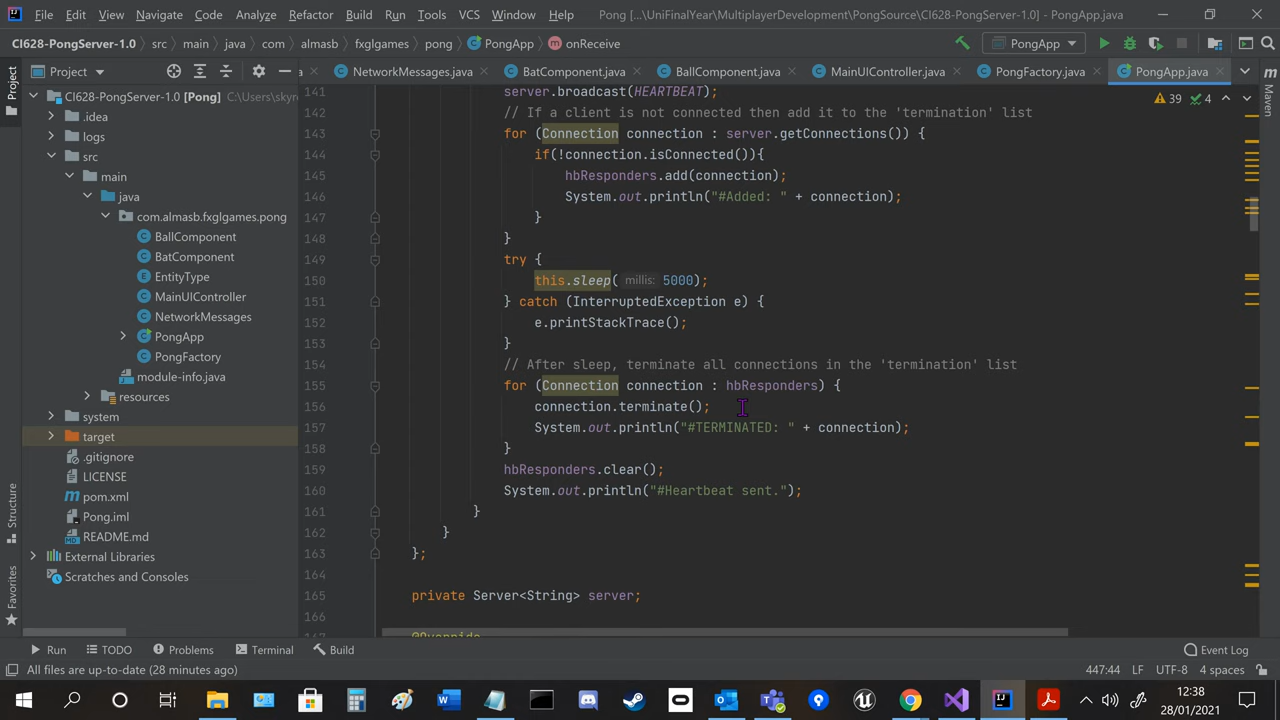 File Edit View Navigate Code Analyze Refactor Build Run Tools VCS Window Help Pong [...\UniFinalYear\MultiplayerDevelopment\PongSource\CI628-PongServer-1.0] - PongApp.java
CI628-PongServer-1.0 src main java com almasb fxglgames pong PongApp onReceive PongApp
Project NetworkMessages.java BatComponent.java BallComponent.java MainUIController.java PongFactory.java PongApp.java
Project
Maven
Structure
Favorites
CI628-PongServer-1.0 [Pong] C:\Users\skyro
.idea
logs
src
main
java
com.almasb.fxglgames.pong
BallComponent
BatComponent
EntityType
MainUIController
NetworkMessages
PongApp
PongFactory
module-info.java
resources
system
target
.gitignore
LICENSE
pom.xml
Pong.iml
README.md
External Libraries
Scratches and Consoles
39 4
141 server.broadcast(HEARTBEAT);
142 // If a client is not connected then add it to the 'termination' list
143 for (Connection connection : server.getConnections()) {
144 if(!connection.isConnected()){
145 hbResponders.add(connection);
146 System.out.println("#Added: " + connection);
147 }
148 }
149 try {
150 this.sleep( millis: 5000);
151 } catch (InterruptedException e) {
152 e.printStackTrace();
153 }
154 // After sleep, terminate all connections in the 'termination' list
155 for (Connection connection : hbResponders) {
156 connection.terminate();
157 System.out.println("#TERMINATED: " + connection);
158 }
159 hbResponders.clear();
160 System.out.println("#Heartbeat sent.");
161 }
162 }
163 };
164
165 private Server<String> server;
166
167 @Override
Run TODO Problems Terminal Build Event Log
All files are up-to-date (28 minutes ago) 447:44 LF UTF-8 4 spaces
12:38
28/01/2021